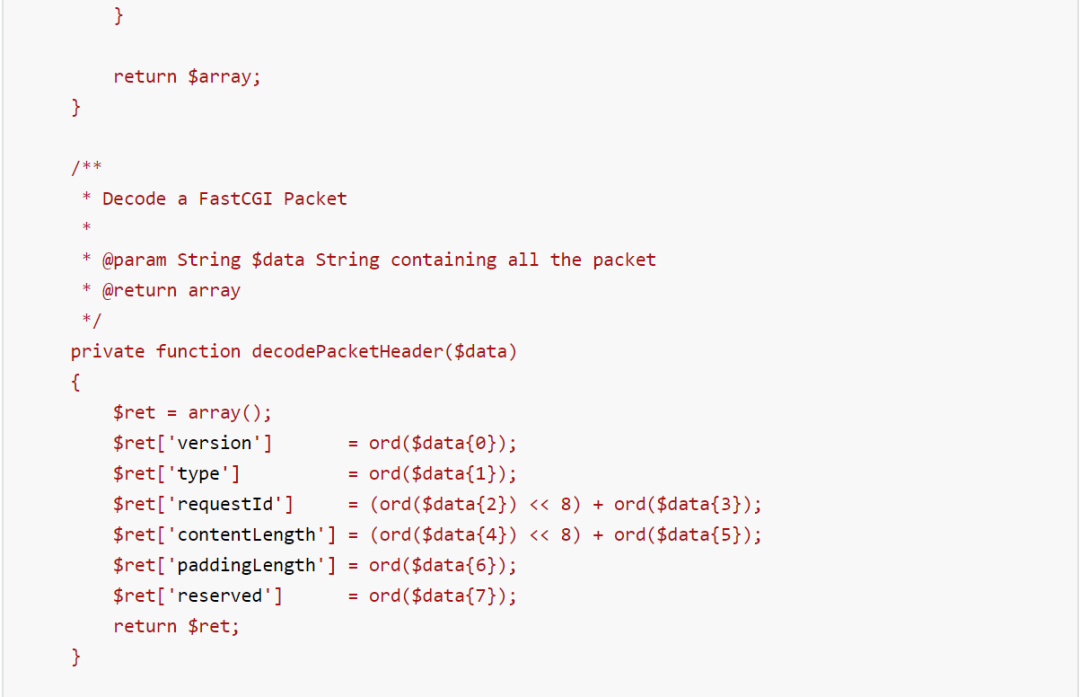 }

    return $array;
}

/**
 * Decode a FastCGI Packet
 *
 * @param String $data String containing all the packet
 * @return array
 */
private function decodePacketHeader($data)
{
    $ret = array();
    $ret['version']       = ord($data{0});
    $ret['type']          = ord($data{1});
    $ret['requestId']     = (ord($data{2}) << 8) + ord($data{3});
    $ret['contentLength'] = (ord($data{4}) << 8) + ord($data{5});
    $ret['paddingLength'] = ord($data{6});
    $ret['reserved']      = ord($data{7});
    return $ret;
}